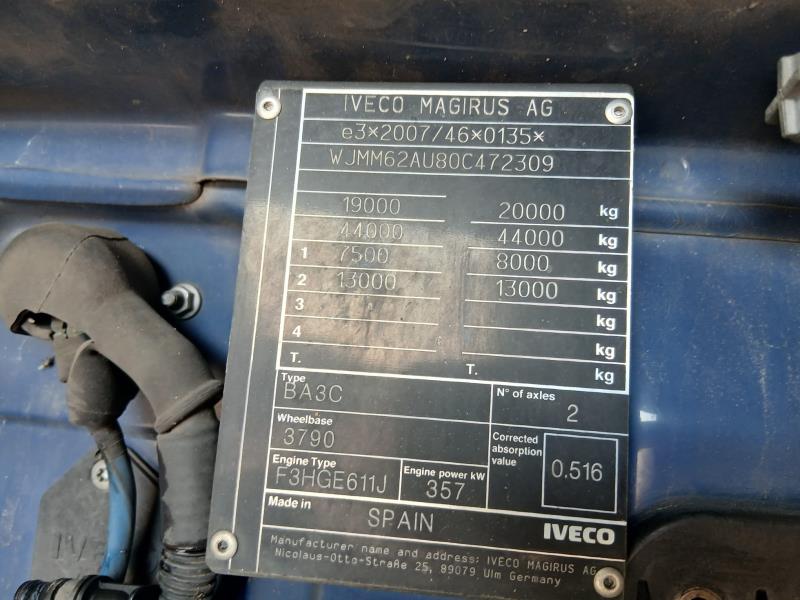 IVECO MAGIRUS AG
e3×2007/46×0135×
WJMM62AU80C472309
19000 20000 kg
44000 44000 kg
1 7500 8000 kg
2 13000 13000 kg
3 kg
4 kg
T. T. kg
Type
BA3C
N° of axles
2
Wheelbase
3790
Corrected absorption value
0.516
Engine Type
F3HGE611J
Engine power kW
357
Made in
SPAIN
IVECO
Manufacturer name and address: IVECO MAGIRUS AG
Nicolaus-Otto-Straße 25, 89079 Ulm Germany